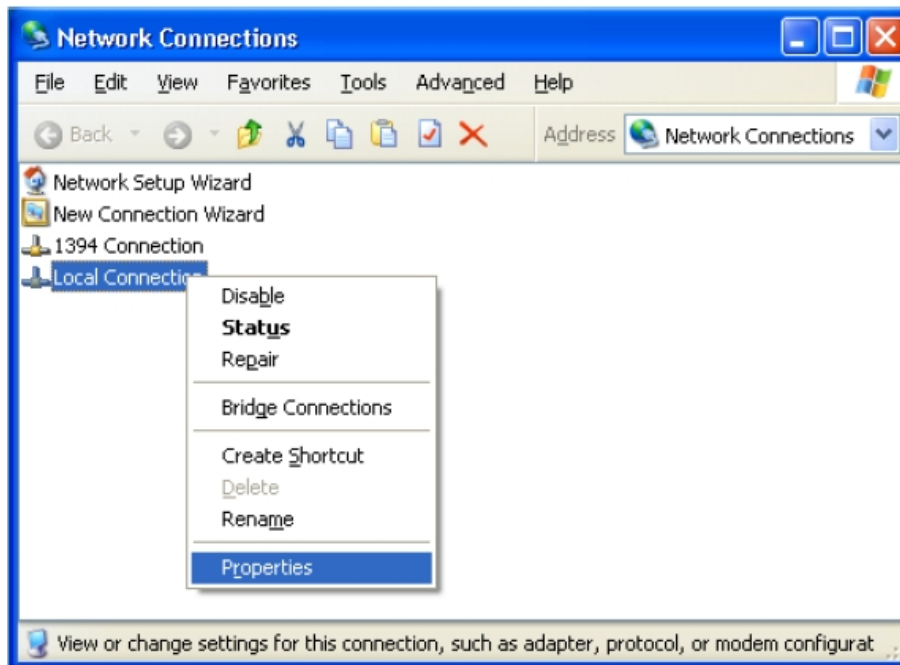 Network Connections
File Edit View Favorites Tools Advanced Help
Back Address Network Connections
Network Setup Wizard
New Connection Wizard
1394 Connection
Local Connection
Disable
Status
Repair
Bridge Connections
Create Shortcut
Delete
Rename
Properties
View or change settings for this connection, such as adapter, protocol, or modem configurat